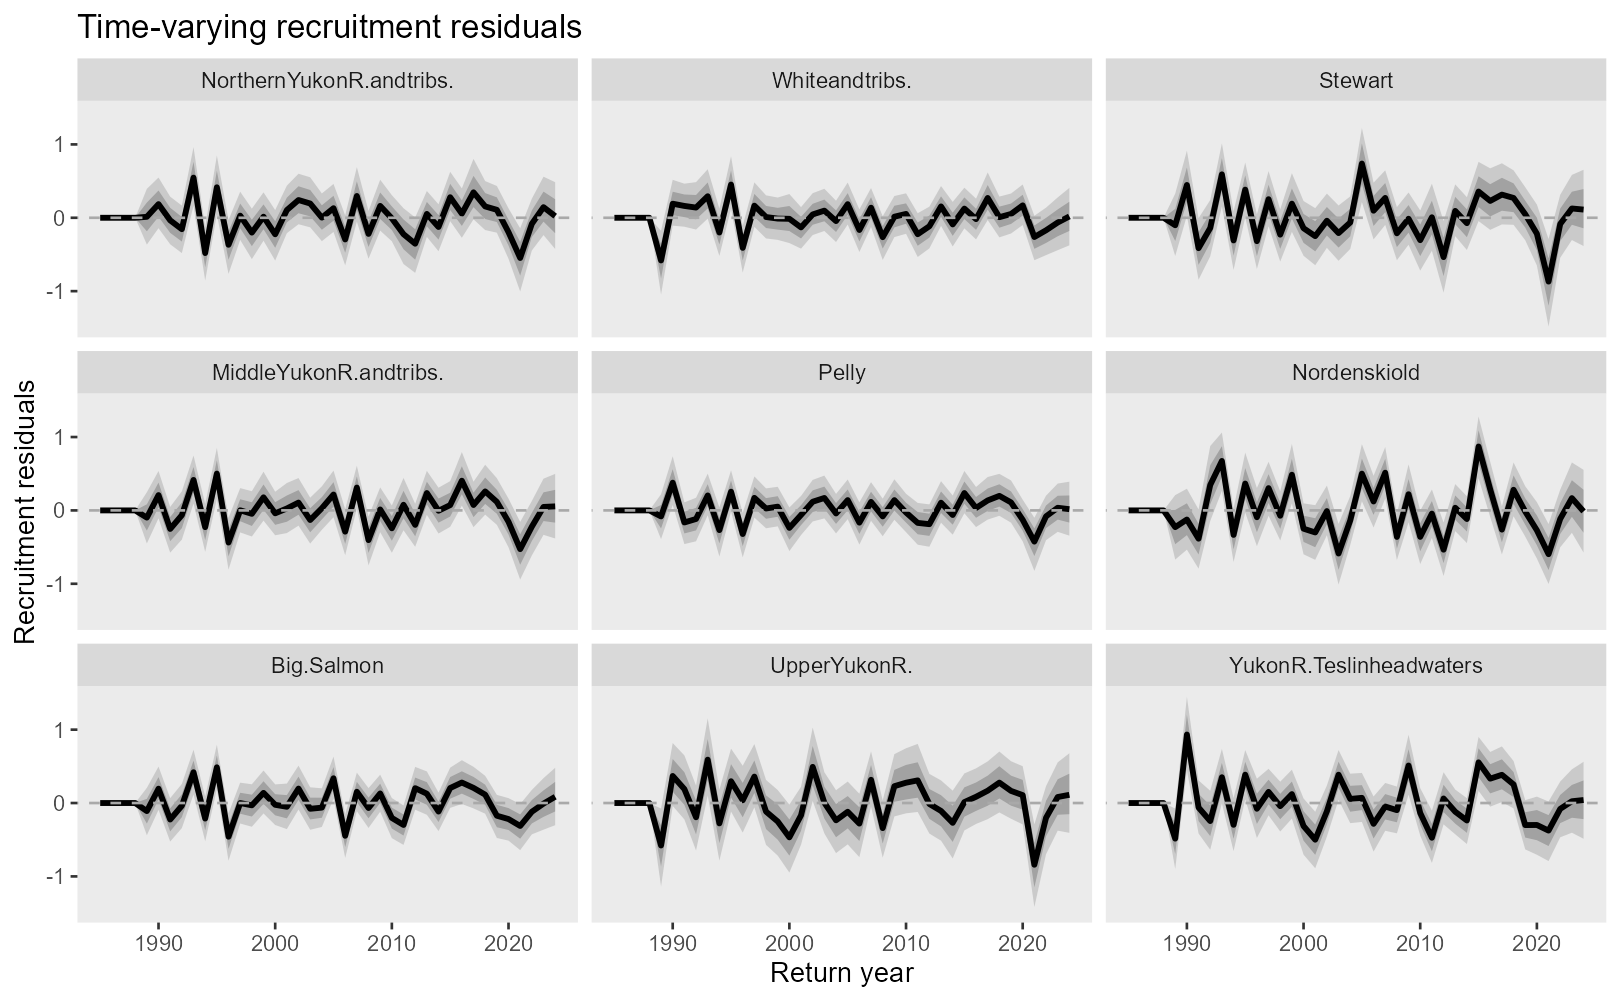 Time-varying recruitment residuals
NorthernYukonR.andtribs.
Whiteandtribs.
Stewart
1
0
-1
MiddleYukonR.andtribs.
Pelly
Nordenskiold
1
0
-1
Big.Salmon
UpperYukonR.
YukonR.Teslinheadwaters
1
0
-1
1990 2000 2010 2020
1990 2000 2010 2020
1990 2000 2010 2020
Return year
Recruitment residuals